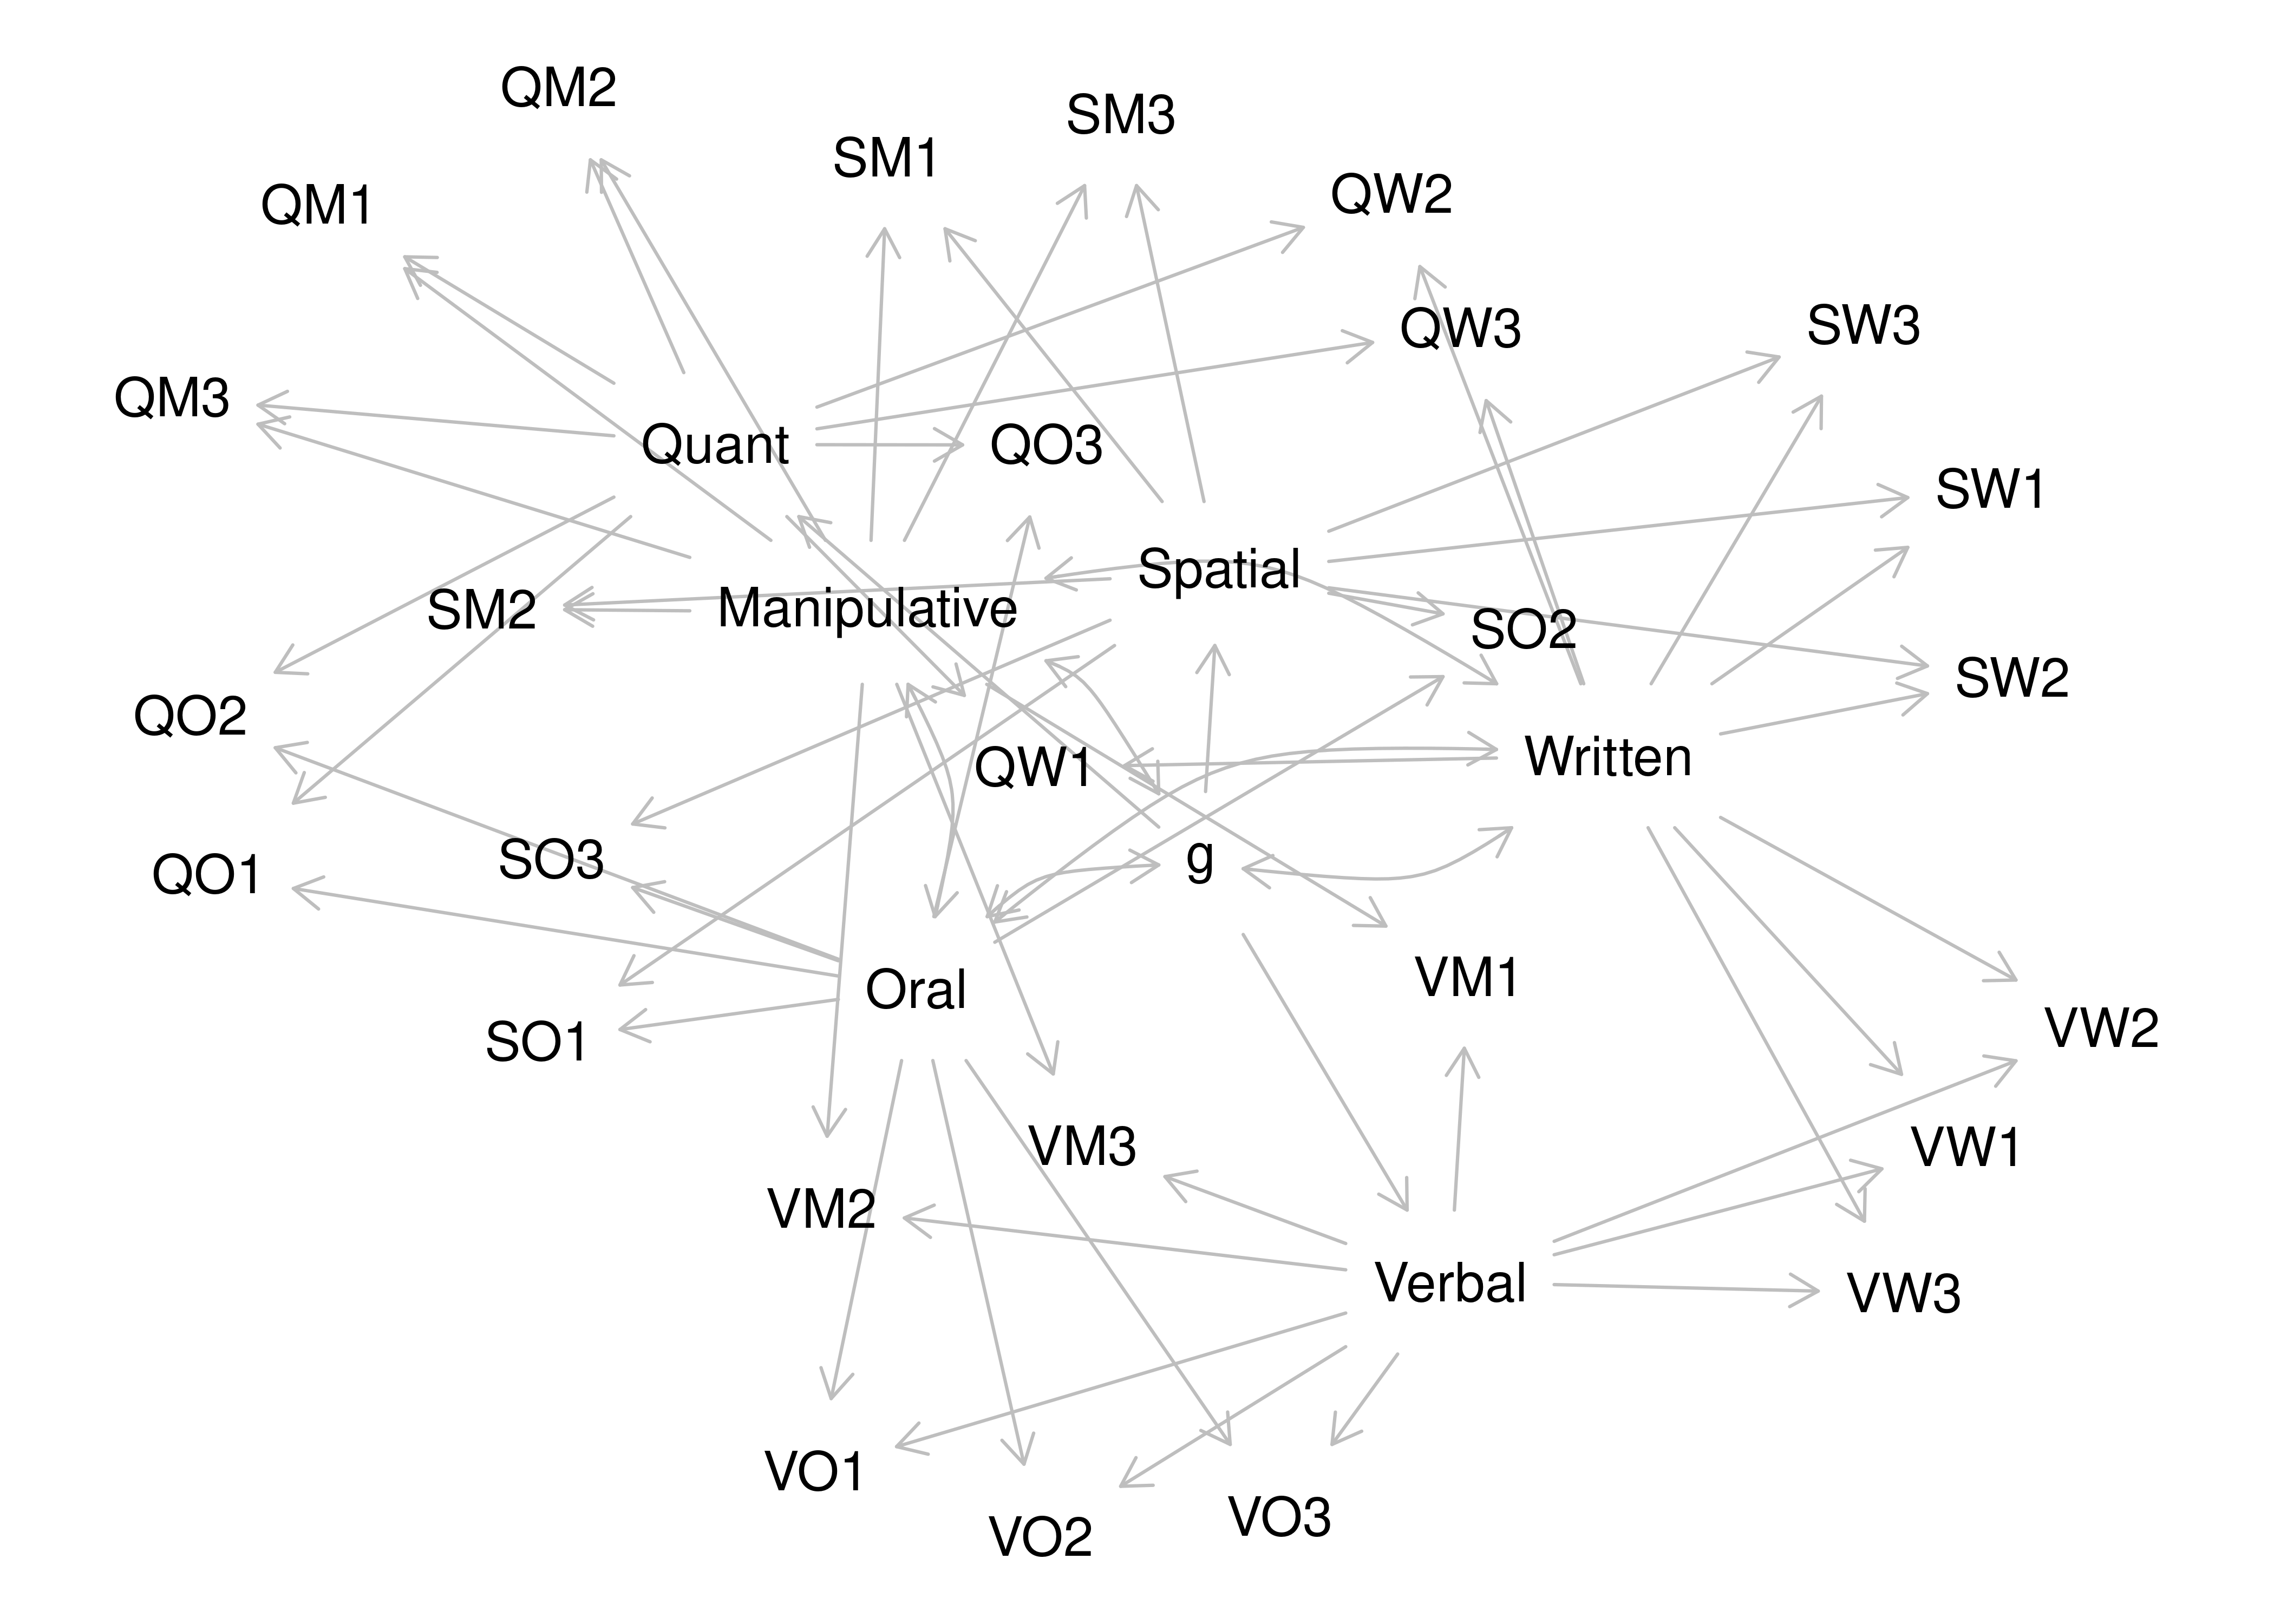 QM2
SM3
SM1
QW2
QM1
QW3
SW3
QM3
Quant
QO3
SW1
Spatial
SM2
Manipulative
SO2
SW2
QO2
QW1
Written
SO3
g
QO1
VM1
Oral
VW2
SO1
VM3
VW1
VM2
Verbal
VW3
VO1
VO3
VO2